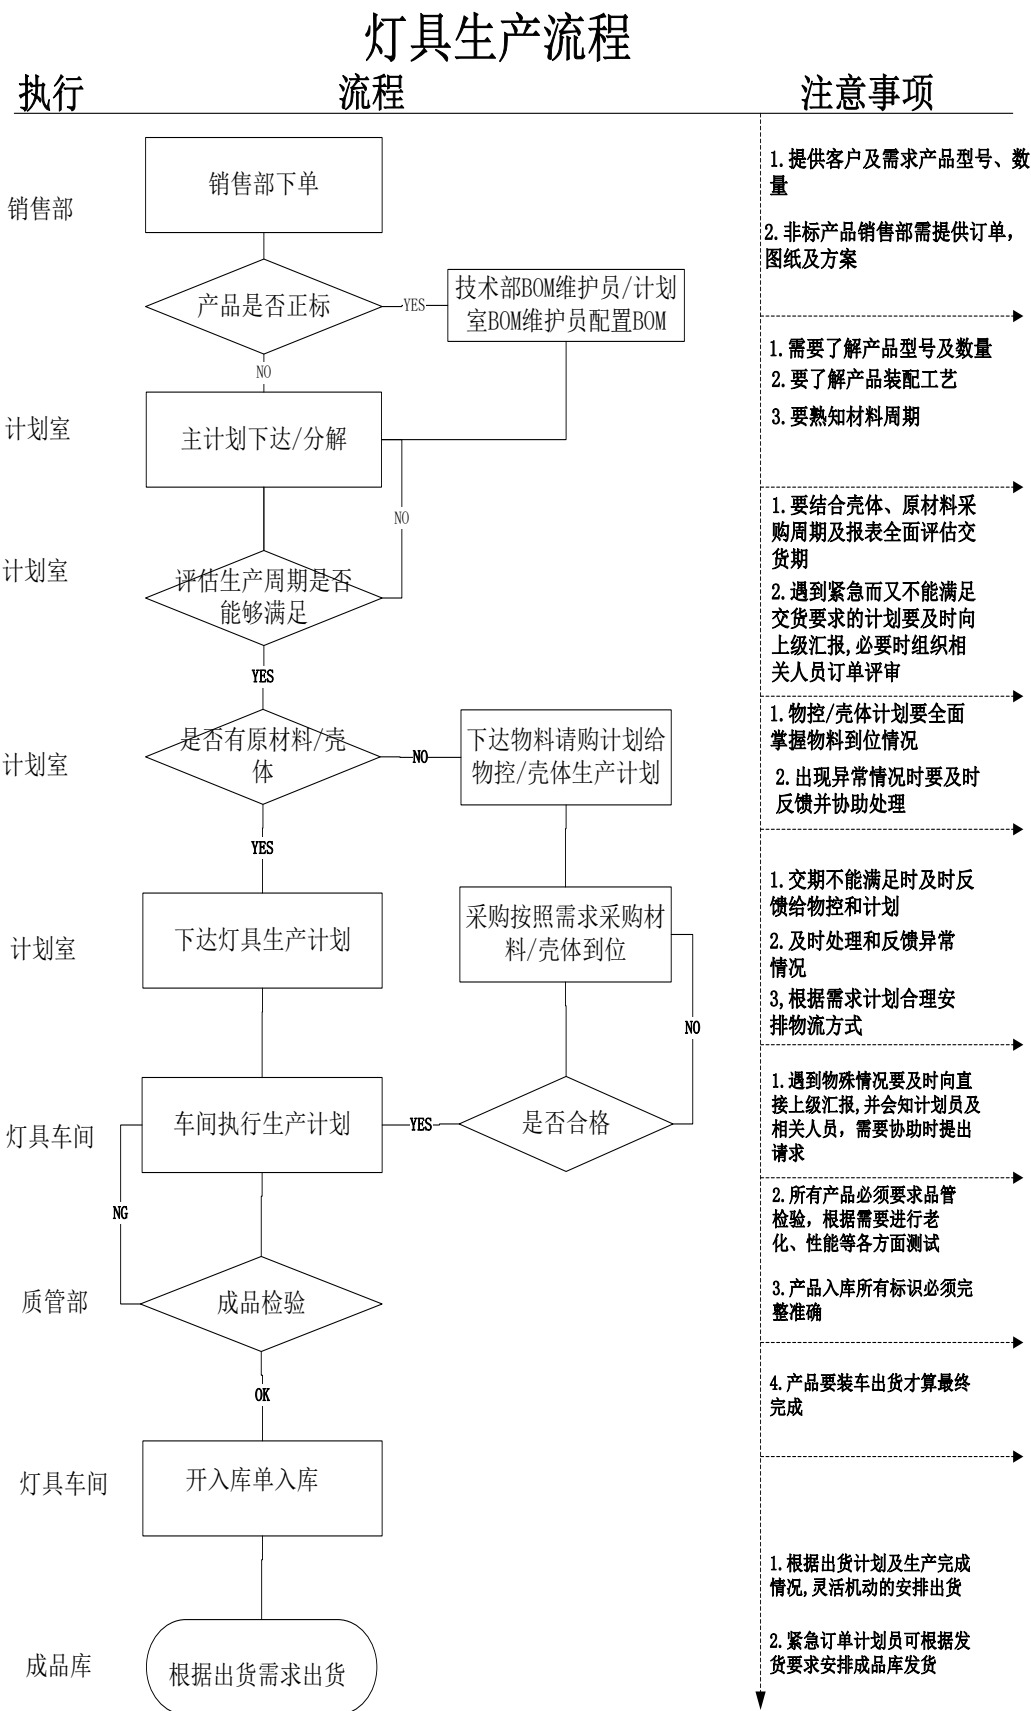 灯具生产流程
执行
流程
注意事项
销售部下单
销售部
1.提供客户及需求产品型号、数
量
2.非标产品销售部需提供订单，
图纸及方案
产品是否正标
YES
技术部BOM维护员/计划
室BOM维护员配置BOM
NO
1.需要了解产品型号及数量
2.要了解产品装配工艺
3.要熟知材料周期
计划室
主计划下达/分解
NO
1.要结合壳体、原材料采
购周期及报表全面评估交
货期
计划室
评估生产周期是否
能够满足
2.遇到紧急而又不能满足
交货要求的计划要及时向
上级汇报,必要时组织相
关人员订单评审
YES
计划室
是否有原材料/壳
体
NO
下达物料请购计划给
物控/壳体生产计划
1.物控/壳体计划要全面
掌握物料到位情况
2.出现异常情况时要及时
反馈并协助处理
YES
计划室
下达灯具生产计划
采购按照需求采购材
料/壳体到位
1.交期不能满足时及时反
馈给物控和计划
2.及时处理和反馈异常
情况
3,根据需求计划合理安
排物流方式
NO
灯具车间
车间执行生产计划
YES
是否合格
1.遇到物殊情况要及时向直
接上级汇报,并会知计划员及
相关人员，需要协助时提出
请求
NG
2.所有产品必须要求品管
检验，根据需要进行老
化、性能等各方面测试
质管部
成品检验
3.产品入库所有标识必须完
整准确
OK
4.产品要装车出货才算最终
完成
灯具车间
开入库单入库
1.根据出货计划及生产完成
情况,灵活机动的安排出货
成品库
根据出货需求出货
2.紧急订单计划员可根据发
货要求安排成品库发货